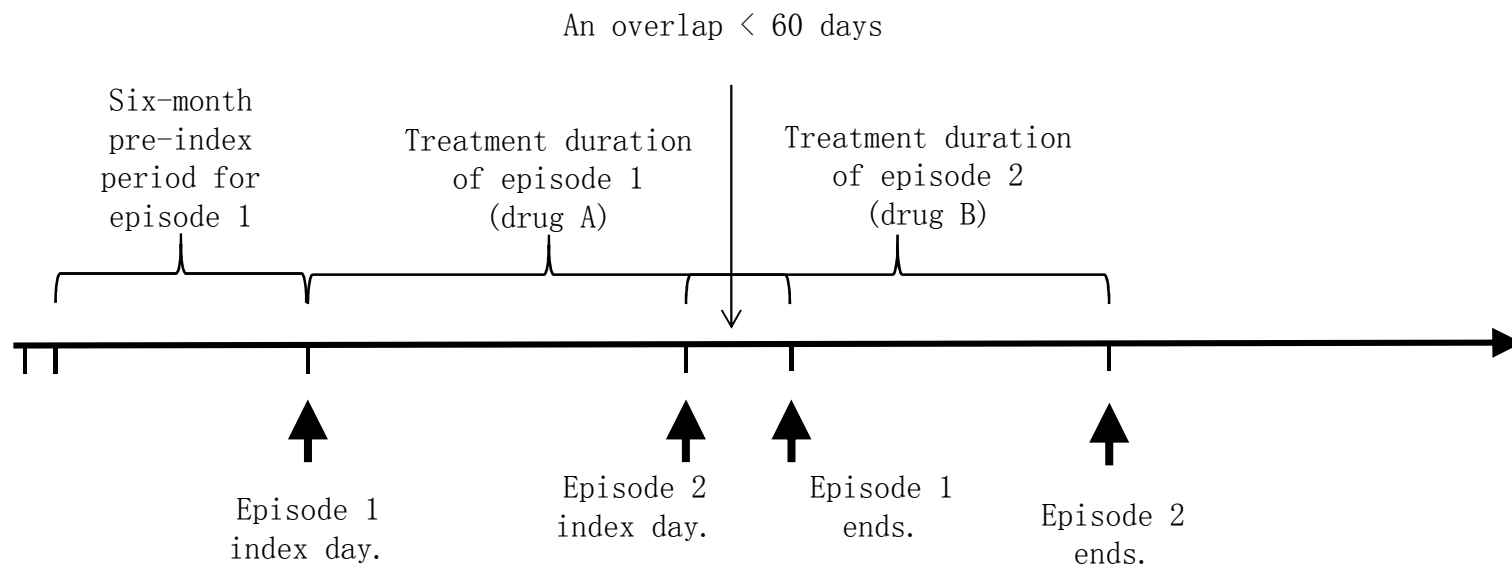 An overlap < 60 days
Six-month
pre-index
period for
episode 1
Treatment duration
of episode 1
(drug A)
Treatment duration
of episode 2
(drug B)
Episode 1
index day.
Episode 2
index day.
Episode 1
ends.
Episode 2
ends.